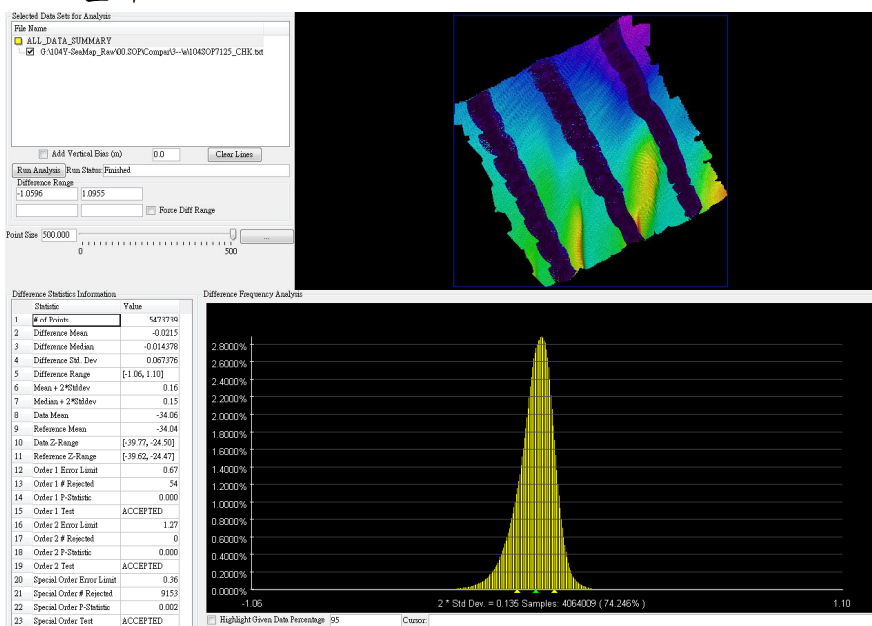 Selected Data Sets for Analysis
File Name
ALL_DATA_SUMMARY
G:\104Y-SeaMap_Raw\00.SOP\Compar\3--\a\104SOP7125_CHK.txt
Add Vertical Bias (m) 0.0 Clear Lines
Run Analysis Run Status: Finished
Difference Range
-1.0596 1.0955
Force Diff Range
Point Size 500.000 ...
0 500
Difference Statistics Information
Statistic Value
1 # of Points 5473739
2 Difference Mean -0.0215
3 Difference Median -0.014378
4 Difference Std. Dev 0.067376
5 Difference Range [-1.06, 1.10]
6 Mean + 2*Stddev 0.16
7 Median + 2*Stddev 0.15
8 Data Mean -34.06
9 Reference Mean -34.04
10 Data Z-Range [-39.77, -24.50]
11 Reference Z-Range [-39.62, -24.47]
12 Order 1 Error Limit 0.67
13 Order 1 # Rejected 54
14 Order 1 P-Statistic 0.000
15 Order 1 Test ACCEPTED
16 Order 2 Error Limit 1.27
17 Order 2 # Rejected 0
18 Order 2 P-Statistic 0.000
19 Order 2 Test ACCEPTED
20 Special Order Error Limit 0.36
21 Special Order # Rejected 9153
22 Special Order P-Statistic 0.002
23 Special Order Test ACCEPTED
Difference Frequency Analysis
2.8000%
2.6000%
2.4000%
2.2000%
2.0000%
1.8000%
1.6000%
1.4000%
1.2000%
1.0000%
0.8000%
0.6000%
0.4000%
0.2000%
0.0000%
-1.06 2 * Std Dev. = 0.135 Samples: 4064009 ( 74.246% ) 1.10
Highlight Given Data Percentage 95 Cursor: